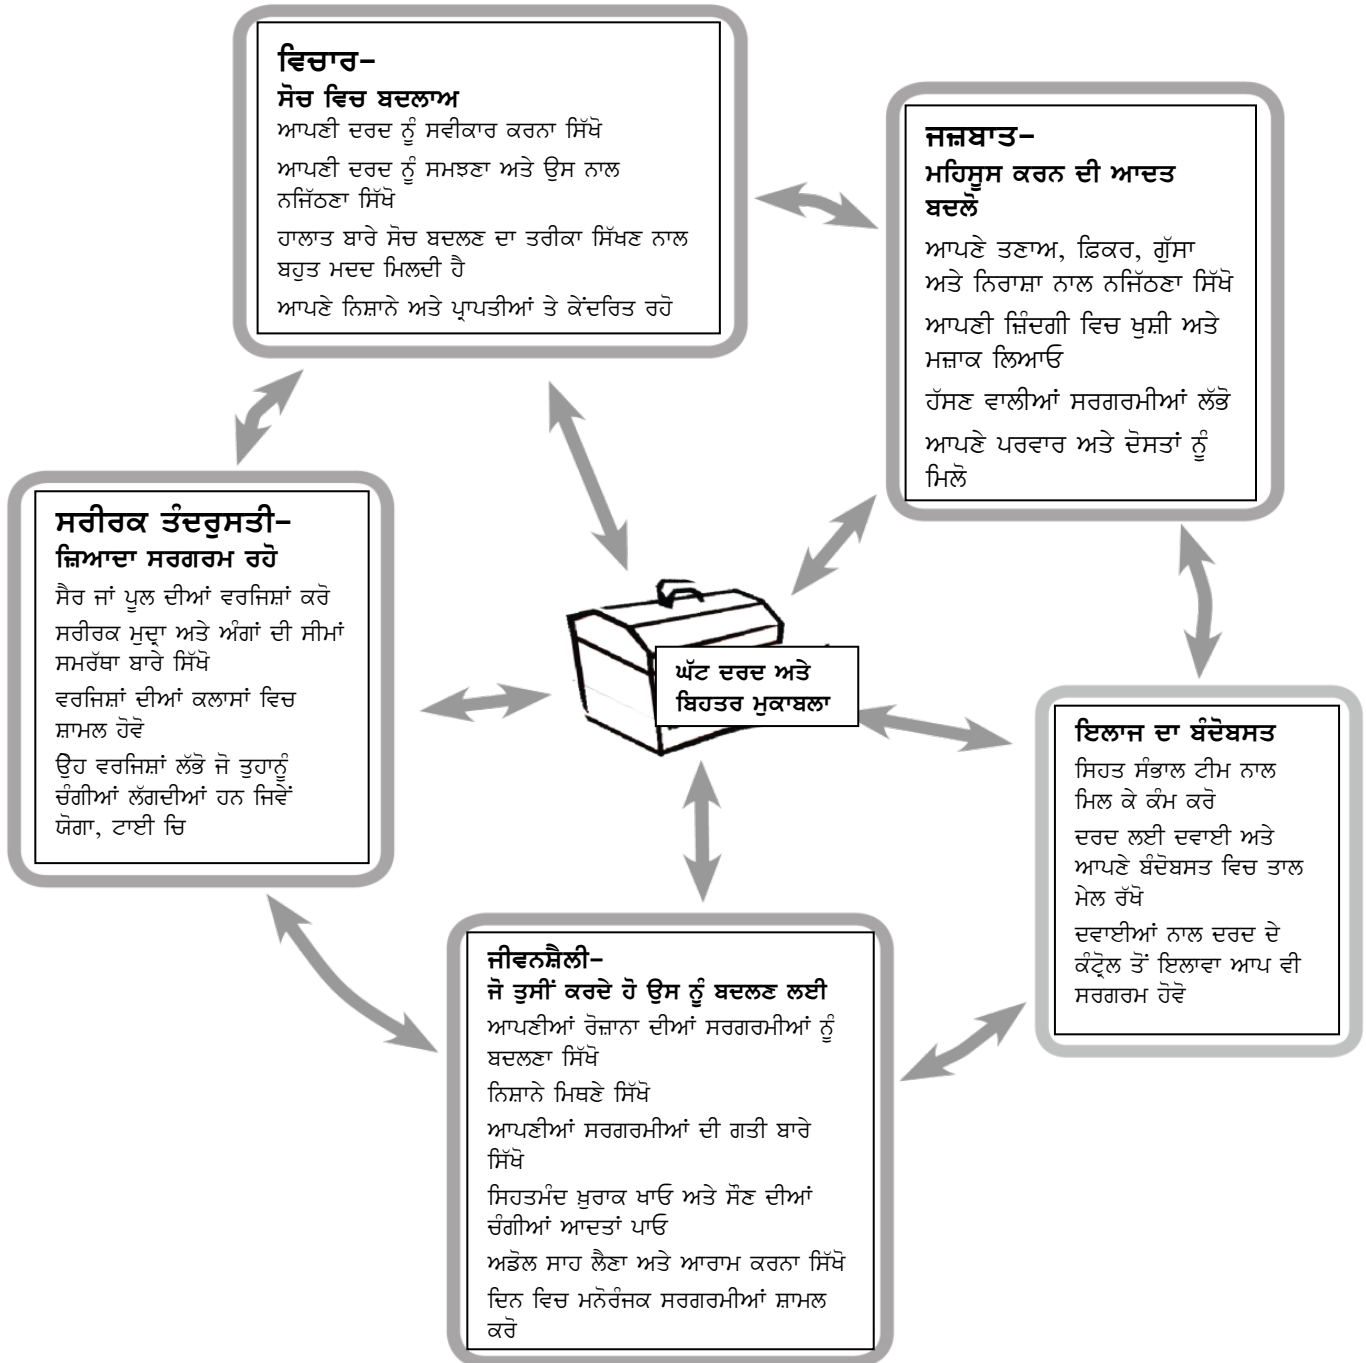 ਵਿਚਾਰ–
ਸੋਚ ਵਿਚ ਬਦਲਾਅ
ਆਪਣੀ ਦਰਦ ਨੂੰ ਸਵੀਕਾਰ ਕਰਨਾ ਸਿੱਖੋ
ਆਪਣੀ ਦਰਦ ਨੂੰ ਸਮਝਣਾ ਅਤੇ ਉਸ ਨਾਲ
ਨਜਿੱਠਣਾ ਸਿੱਖੋ
ਹਾਲਾਤ ਬਾਰੇ ਸੋਚ ਬਦਲਣ ਦਾ ਤਰੀਕਾ ਸਿੱਖਣ ਨਾਲ
ਬਹੁਤ ਮਦਦ ਮਿਲਦੀ ਹੈ
ਆਪਣੇ ਨਿਸ਼ਾਨੇ ਅਤੇ ਪ੍ਰਾਪਤੀਆਂ ਤੇ ਕੇਂਦਰਿਤ ਰਹੋ
ਜਜ਼ਬਾਤ–
ਮਹਿਸੂਸ ਕਰਨ ਦੀ ਆਦਤ
ਬਦਲੋ
ਆਪਣੇ ਤਣਾਅ, ਫ਼ਿਕਰ, ਗੁੱਸਾ
ਅਤੇ ਨਿਰਾਸ਼ਾ ਨਾਲ ਨਜਿੱਠਣਾ ਸਿੱਖੋ
ਆਪਣੀ ਜ਼ਿੰਦਗੀ ਵਿਚ ਖੁਸ਼ੀ ਅਤੇ
ਮਜ਼ਾਕ ਲਿਆਓ
ਹੱਸਣ ਵਾਲੀਆਂ ਸਰਗਰਮੀਆਂ ਲੱਭੋ
ਆਪਣੇ ਪਰਵਾਰ ਅਤੇ ਦੋਸਤਾਂ ਨੂੰ
ਮਿਲੋ
ਸਰੀਰਕ ਤੰਦਰੁਸਤੀ–
ਜ਼ਿਆਦਾ ਸਰਗਰਮ ਰਹੋ
ਸੈਰ ਜਾਂ ਪੂਲ ਦੀਆਂ ਵਰਜਿਸ਼ਾਂ ਕਰੋ
ਸਰੀਰਕ ਮੁਦ੍ਰਾ ਅਤੇ ਅੰਗਾਂ ਦੀ ਸੀਮਾਂ
ਸਮਰੱਥਾ ਬਾਰੇ ਸਿੱਖੋ
ਵਰਜਿਸ਼ਾਂ ਦੀਆਂ ਕਲਾਸਾਂ ਵਿਚ
ਸ਼ਾਮਲ ਹੋਵੋ
ਉਹ ਵਰਜਿਸ਼ਾਂ ਲੱਭੋ ਜੋ ਤੁਹਾਨੂੰ
ਚੰਗੀਆਂ ਲੱਗਦੀਆਂ ਹਨ ਜਿਵੇਂ
ਯੋਗਾ, ਟਾਈ ਚਿ
ਘੱਟ ਦਰਦ ਅਤੇ
ਬਿਹਤਰ ਮੁਕਾਬਲਾ
ਇਲਾਜ ਦਾ ਬੰਦੋਬਸਤ
ਸਿਹਤ ਸੰਭਾਲ ਟੀਮ ਨਾਲ
ਮਿਲ ਕੇ ਕੰਮ ਕਰੋ
ਦਰਦ ਲਈ ਦਵਾਈ ਅਤੇ
ਆਪਣੇ ਬੰਦੋਬਸਤ ਵਿਚ ਤਾਲ
ਮੇਲ ਰੱਖੋ
ਦਵਾਈਆਂ ਨਾਲ ਦਰਦ ਦੇ
ਕੰਟ੍ਰੋਲ ਤੋਂ ਇਲਾਵਾ ਆਪ ਵੀ
ਸਰਗਰਮ ਹੋਵੋ
ਜੀਵਨਸ਼ੈਲੀ–
ਜੋ ਤੁਸੀਂ ਕਰਦੇ ਹੋ ਉਸ ਨੂੰ ਬਦਲਣ ਲਈ
ਆਪਣੀਆਂ ਰੋਜ਼ਾਨਾ ਦੀਆਂ ਸਰਗਰਮੀਆਂ ਨੂੰ
ਬਦਲਣਾ ਸਿੱਖੋ
ਨਿਸ਼ਾਨੇ ਮਿਥਣੇ ਸਿੱਖੋ
ਆਪਣੀਆਂ ਸਰਗਰਮੀਆਂ ਦੀ ਗਤੀ ਬਾਰੇ
ਸਿੱਖੋ
ਸਿਹਤਮੰਦ ਖ਼ੁਰਾਕ ਖਾਓ ਅਤੇ ਸੌਣ ਦੀਆਂ
ਚੰਗੀਆਂ ਆਦਤਾਂ ਪਾਓ
ਅਡੋਲ ਸਾਹ ਲੈਣਾ ਅਤੇ ਆਰਾਮ ਕਰਨਾ ਸਿੱਖੋ
ਦਿਨ ਵਿਚ ਮਨੋਰੰਜਕ ਸਰਗਰਮੀਆਂ ਸ਼ਾਮਲ
ਕਰੋ